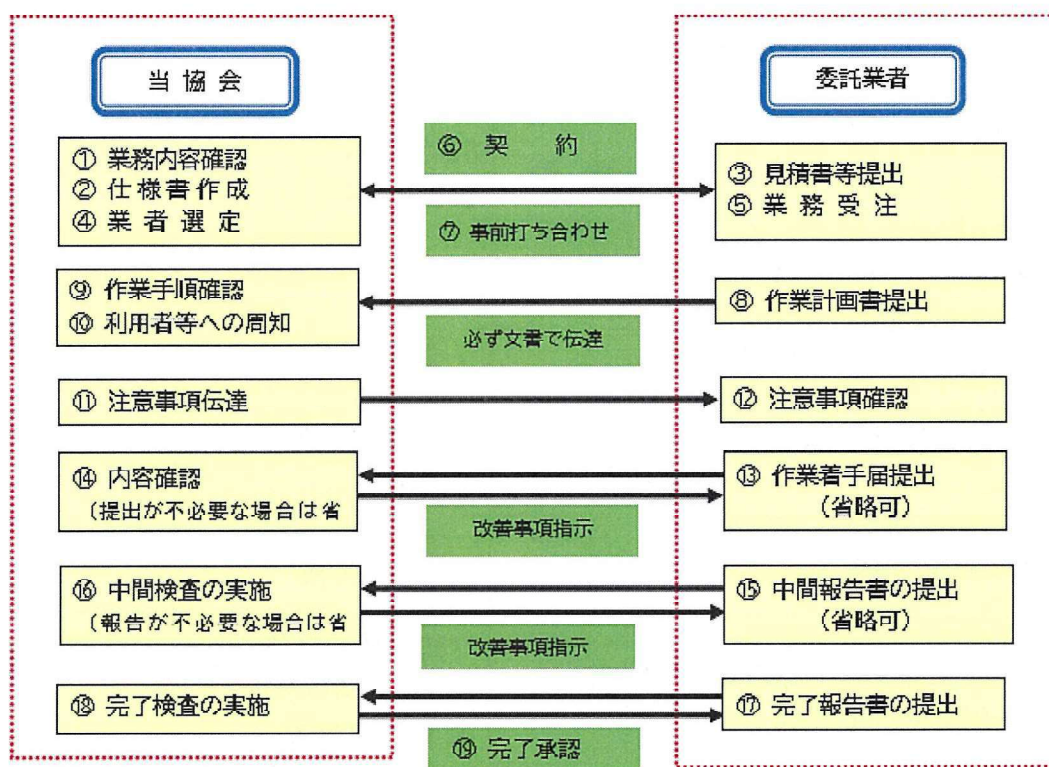 当協会
委託業者
⑥ 契約
① 業務内容確認
② 仕様書作成
④ 業者選定
③ 見積書等提出
⑤ 業務受注
⑦ 事前打ち合わせ
⑨ 作業手順確認
⑩ 利用者等への周知
⑧ 作業計画書提出
必ず文書で伝達
⑪ 注意事項伝達
⑫ 注意事項確認
⑭ 内容確認
(提出が不必要な場合は省
⑬ 作業着手届提出
(省略可)
改善事項指示
⑯ 中間検査の実施
(報告が不必要な場合は省
⑮ 中間報告書の提出
(省略可)
改善事項指示
⑱ 完了検査の実施
⑰ 完了報告書の提出
⑲ 完了承認